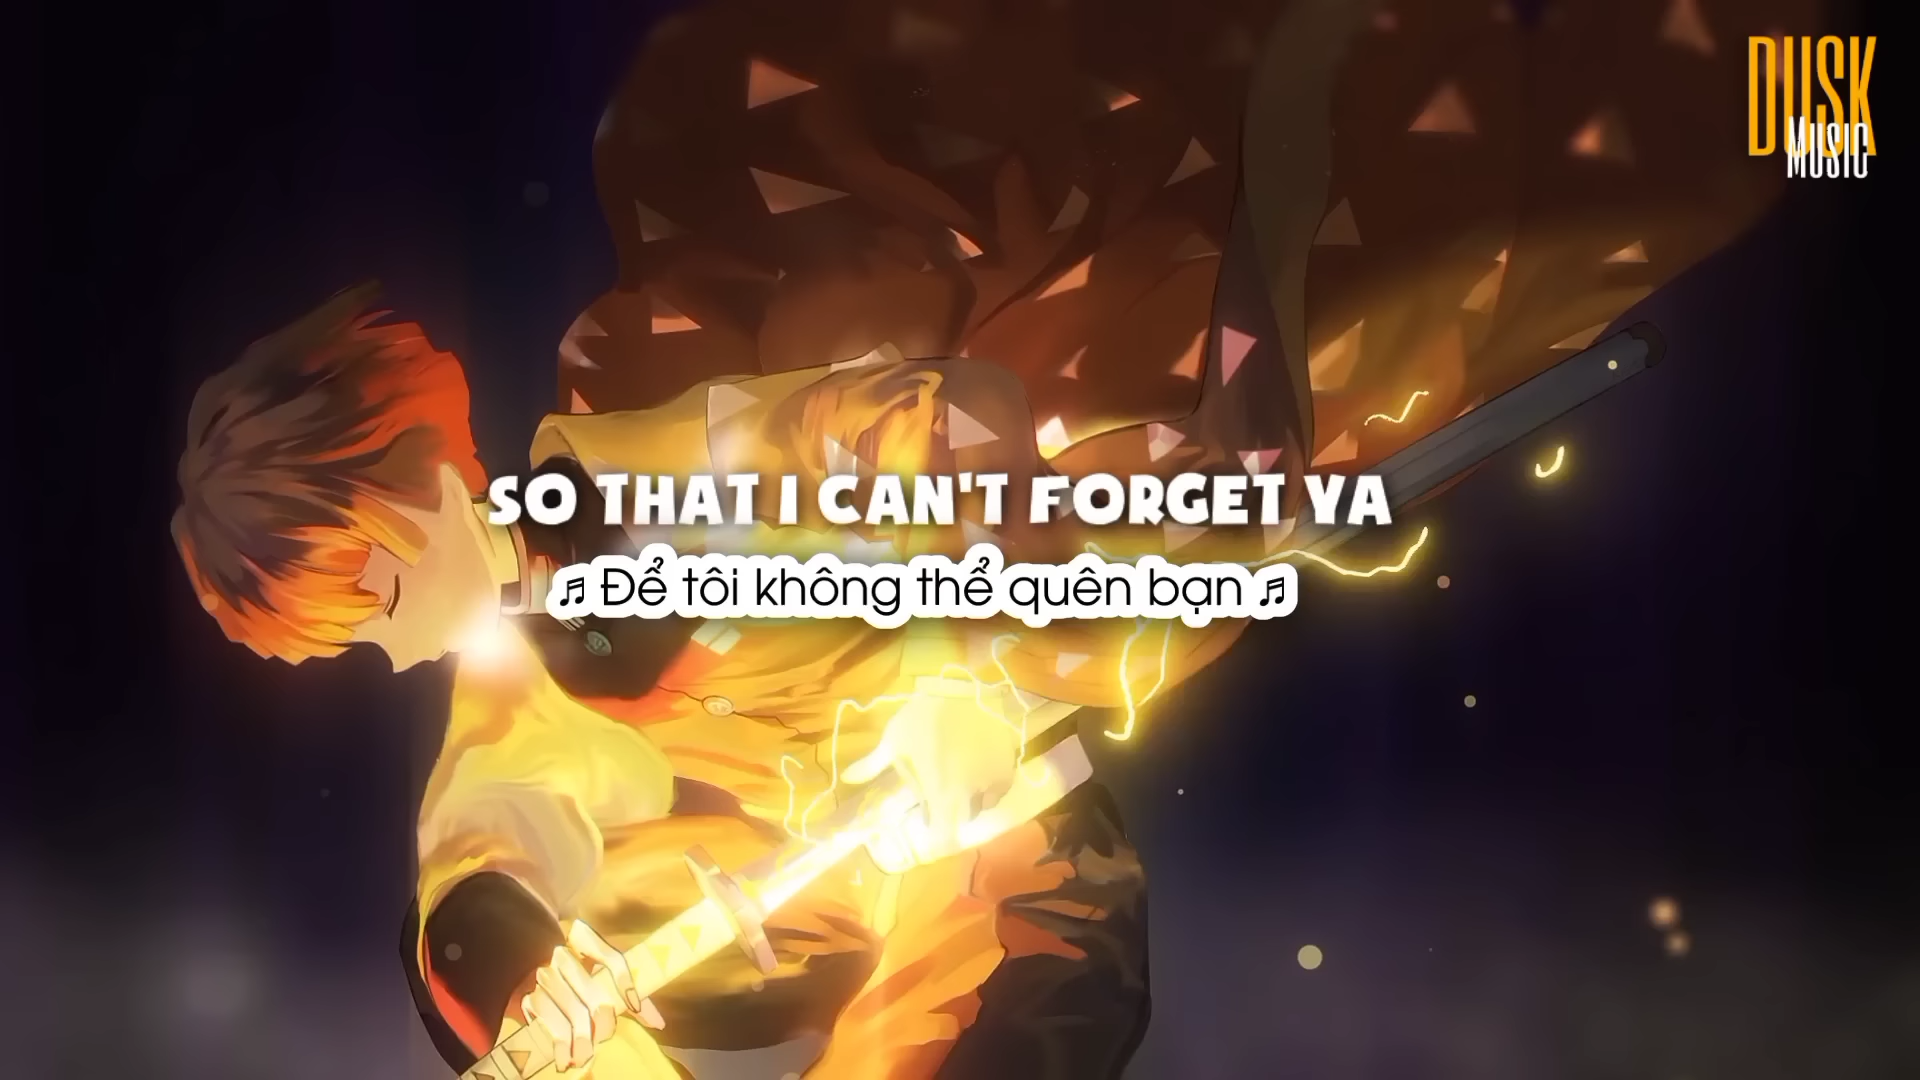 DUSK
MUSIC
SO THAT I CAN'T FORGET YA
♬ Để tôi không thể quên bạn ♬